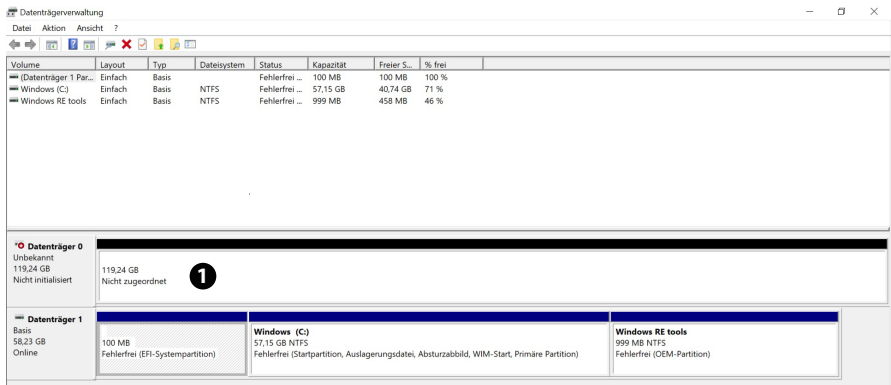 Datenträgerverwaltung
Datei Aktion Ansicht ?
Volume Layout Typ Dateisystem Status Kapazität Freier S... % frei
(Datenträger 1 Par... Einfach Basis Fehlerfrei ... 100 MB 100 MB 100 %
Windows (C:) Einfach Basis NTFS Fehlerfrei ... 57,15 GB 40,74 GB 71 %
Windows RE tools Einfach Basis NTFS Fehlerfrei ... 999 MB 458 MB 46 %
Datenträger 0
Unbekannt
119,24 GB
Nicht initialisiert
119,24 GB
Nicht zugeordnet
1
Datenträger 1
Basis
58,23 GB
Online
100 MB
Fehlerfrei (EFI-Systempartition)
Windows (C:)
57,15 GB NTFS
Fehlerfrei (Startpartition, Auslagerungsdatei, Absturzabbild, WIM-Start, Primäre Partition)
Windows RE tools
999 MB NTFS
Fehlerfrei (OEM-Partition)